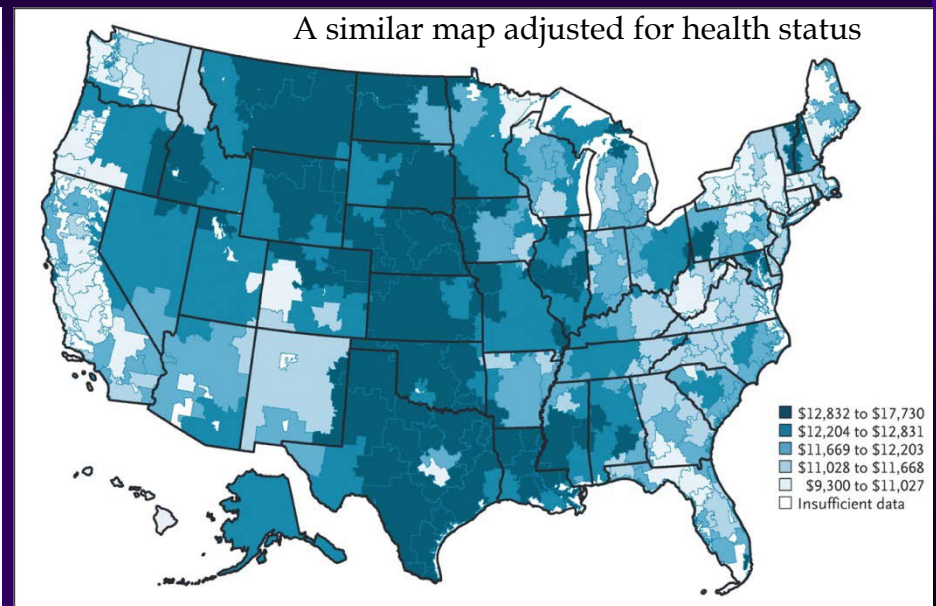 A similar map adjusted for health status
$12,832 to $17,730
$12,204 to $12,831
$11,669 to $12,203
$11,028 to $11,668
$9,300 to $11,027
Insufficient data